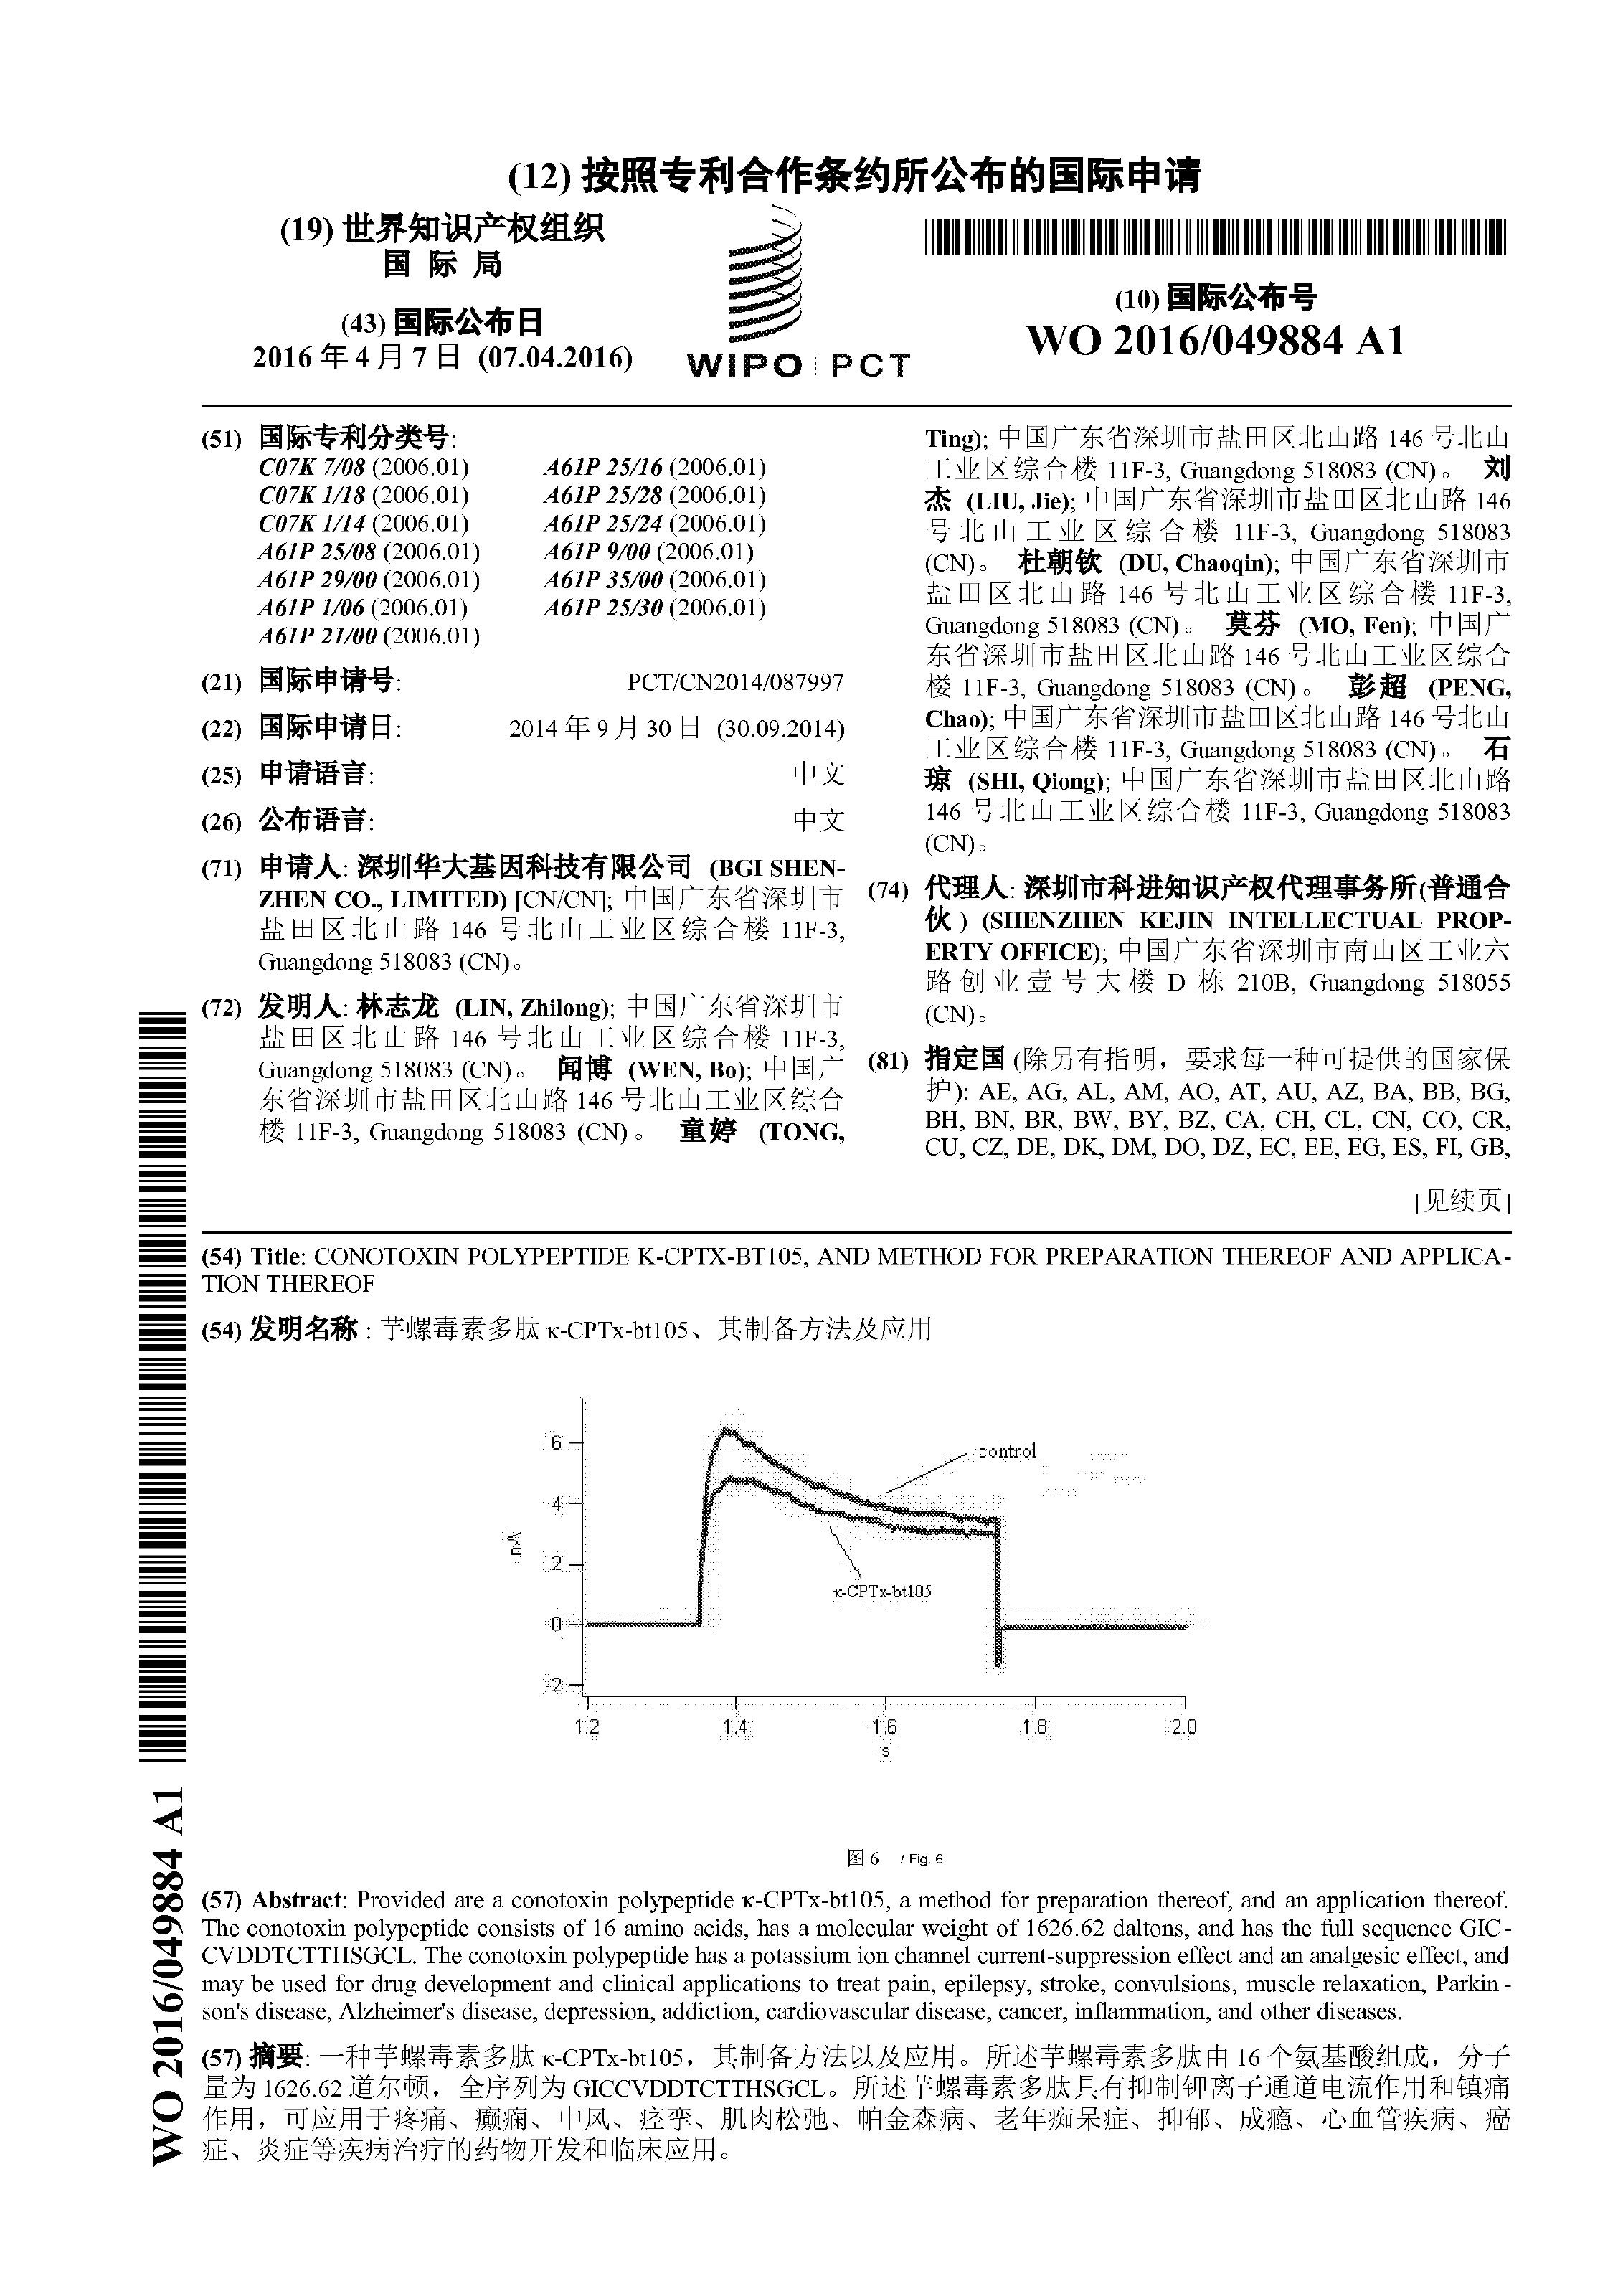 (12) 按照专利合作条约所公布的国际申请
(19) 世界知识产权组织
国 际 局
(43) 国际公布日
2016 年 4 月 7 日 (07.04.2016)
WIPO | PCT
(10) 国际公布号
WO 2016/049884 A1
(51) 国际专利分类号:
C07K 7/08 (2006.01) A61P 25/16 (2006.01)
C07K 1/18 (2006.01) A61P 25/28 (2006.01)
C07K 1/14 (2006.01) A61P 25/24 (2006.01)
A61P 25/08 (2006.01) A61P 9/00 (2006.01)
A61P 29/00 (2006.01) A61P 35/00 (2006.01)
A61P 1/06 (2006.01) A61P 25/30 (2006.01)
A61P 21/00 (2006.01)
(21) 国际申请号: PCT/CN2014/087997
(22) 国际申请日: 2014 年 9 月 30 日 (30.09.2014)
(25) 申请语言: 中文
(26) 公布语言: 中文
(71) 申请人: 深圳华大基因科技有限公司 (BGI SHEN-
ZHEN CO., LIMITED) [CN/CN]; 中国广东省深圳市
盐田区北山路 146 号北山工业区综合楼 11F-3,
Guangdong 518083 (CN)。
(72) 发明人: 林志龙 (LIN, Zhilong); 中国广东省深圳市
盐田区北山路 146 号北山工业区综合楼 11F-3,
Guangdong 518083 (CN)。 闻博 (WEN, Bo); 中国广
东省深圳市盐田区北山路 146 号北山工业区综合
楼 11F-3, Guangdong 518083 (CN)。 童婷 (TONG,
Ting); 中国广东省深圳市盐田区北山路 146 号北山
工业区综合楼 11F-3, Guangdong 518083 (CN)。 刘
杰 (LIU, Jie); 中国广东省深圳市盐田区北山路 146
号北山工业区综合楼 11F-3, Guangdong 518083
(CN)。 杜朝钦 (DU, Chaoqin); 中国广东省深圳市
盐田区北山路 146 号北山工业区综合楼 11F-3,
Guangdong 518083 (CN)。 莫芬 (MO, Fen); 中国广
东省深圳市盐田区北山路 146 号北山工业区综合
楼 11F-3, Guangdong 518083 (CN)。 彭超 (PENG,
Chao); 中国广东省深圳市盐田区北山路 146 号北山
工业区综合楼 11F-3, Guangdong 518083 (CN)。 石
琼 (SHI, Qiong); 中国广东省深圳市盐田区北山路
146 号北山工业区综合楼 11F-3, Guangdong 518083
(CN)。
(74) 代理人: 深圳市科进知识产权代理事务所(普通合
伙) (SHENZHEN KEJIN INTELLECTUAL PROP-
ERTY OFFICE); 中国广东省深圳市南山区工业六
路创业壹号大楼 D 栋 210B, Guangdong 518055
(CN)。
(81) 指定国 (除另有指明，要求每一种可提供的国家保
护): AE, AG, AL, AM, AO, AT, AU, AZ, BA, BB, BG,
BH, BN, BR, BW, BY, BZ, CA, CH, CL, CN, CO, CR,
CU, CZ, DE, DK, DM, DO, DZ, EC, EE, EG, ES, FI, GB,
[见续页]
(54) Title: CONOTOXIN POLYPEPTIDE K-CPTX-BT105, AND METHOD FOR PREPARATION THEREOF AND APPLICA-
TION THEREOF
(54) 发明名称 : 芋螺毒素多肽 κ-CPTx-bt105、其制备方法及应用
6
4
2
0
-2
nA
control
κ-CPTx-bt105
1.2 1.4 1.6 1.8 2.0
s
图 6 / Fig. 6
(57) Abstract: Provided are a conotoxin polypeptide κ-CPTx-bt105, a method for preparation thereof, and an application thereof.
The conotoxin polypeptide consists of 16 amino acids, has a molecular weight of 1626.62 daltons, and has the full sequence GIC-
CVDDTCTTHSGCL. The conotoxin polypeptide has a potassium ion channel current-suppression effect and an analgesic effect, and
may be used for drug development and clinical applications to treat pain, epilepsy, stroke, convulsions, muscle relaxation, Parkin-
son's disease, Alzheimer's disease, depression, addiction, cardiovascular disease, cancer, inflammation, and other diseases.
(57) 摘要: 一种芋螺毒素多肽 κ-CPTx-bt105，其制备方法以及应用。所述芋螺毒素多肽由 16 个氨基酸组成，分子
量为 1626.62 道尔顿，全序列为 GICCVDDTCTTHSGCL。所述芋螺毒素多肽具有抑制钾离子通道电流作用和镇痛
作用，可应用于疼痛、癫痫、中风、痉挛、肌肉松弛、帕金森病、老年痴呆症、抑郁、成瘾、心血管疾病、癌
症、炎症等疾病治疗的药物开发和临床应用。
WO 2016/049884 A1